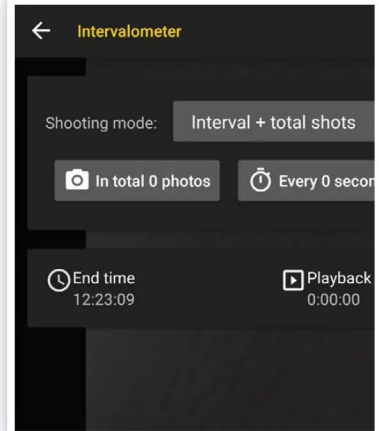 Intervalometer
Shooting mode: Interval + total shots
In total 0 photos Every 0 secon
End time Playback
12:23:09 0:00:00